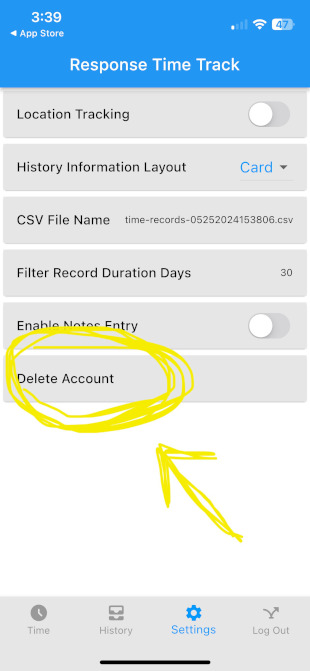 3:39
47
App Store
Response Time Track
Location Tracking
History Information Layout Card
CSV File Name time-records-05252024153806.csv
Filter Record Duration Days 30
Enable Notes Entry
Delete Account
Time History Settings Log Out